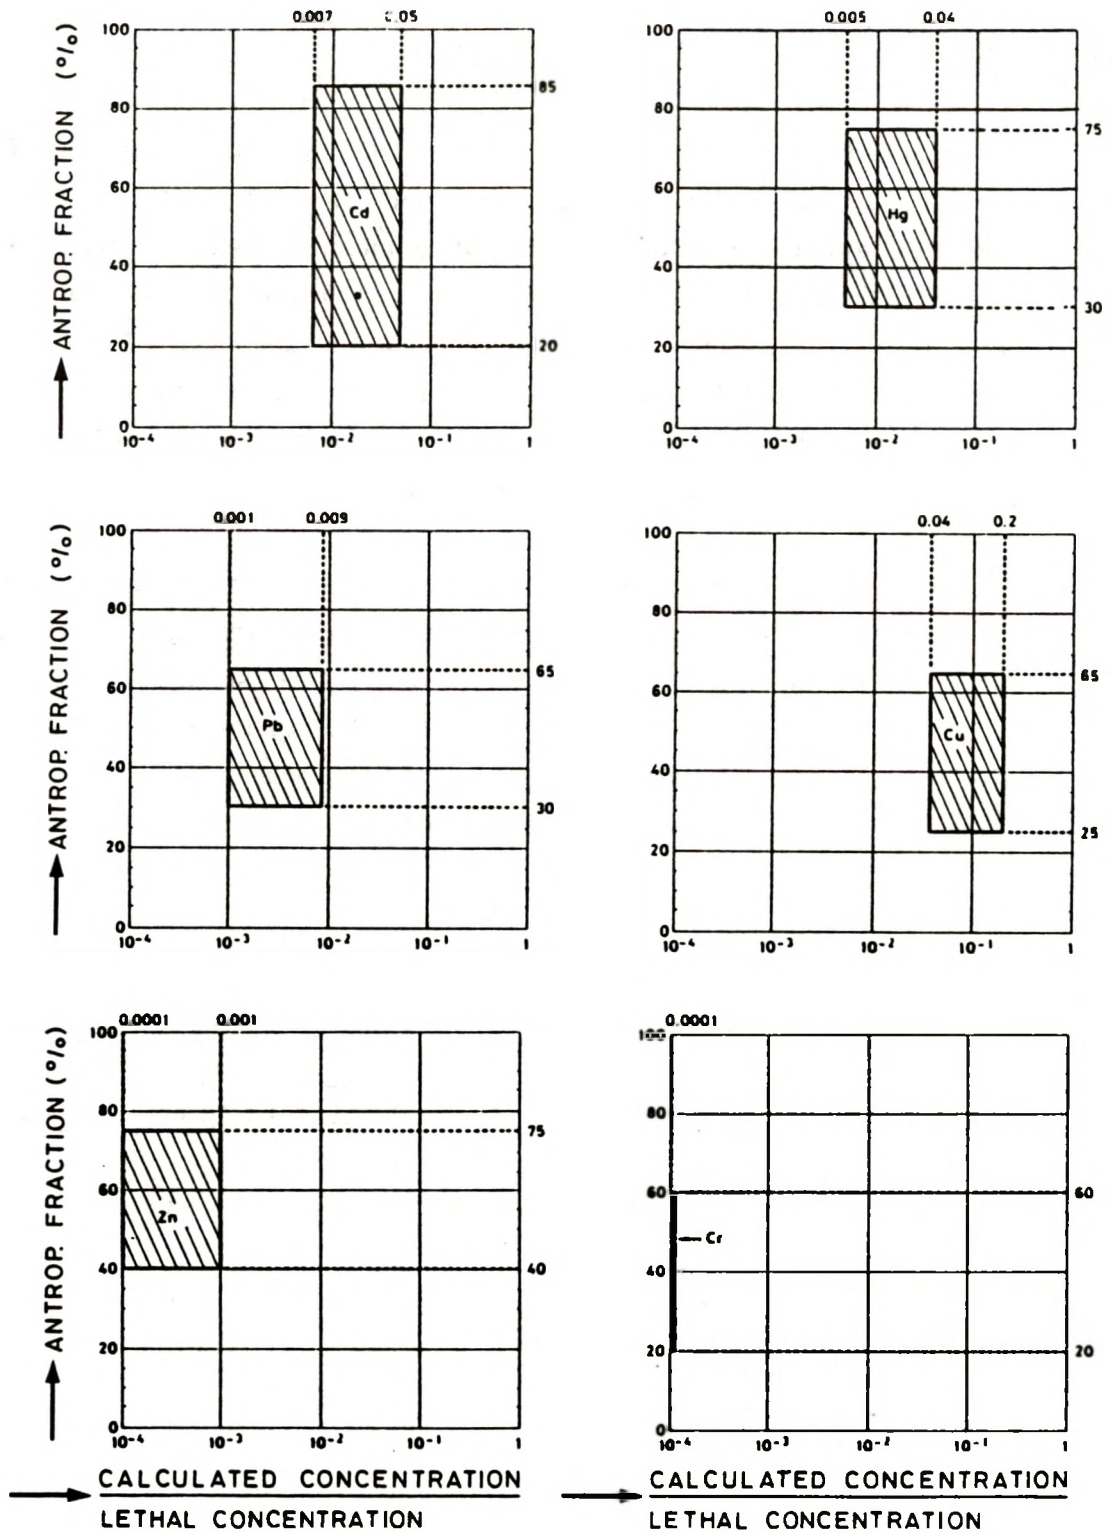 0.007 0.05
ANTROP. FRACTION (%)
100
80
60
40
20
0
85
20
Cd
10-4 10-3 10-2 10-1 1
0.005 0.04
100
80
60
40
20
0
75
30
Hg
10-4 10-3 10-2 10-1 1
0.001 0.009
ANTROP. FRACTION (%)
100
80
60
40
20
0
65
30
Pb
10-3 10-2 10-1 1
10-4
0.04 0.2
100
80
60
40
20
0
65
25
Cu
10-4 10-3 10-2 10-1 1
0.0001 0.001
ANTROP. FRACTION (%)
100
80
60
40
20
0
75
40
Zn
10-4 10-3 10-2 10-1 1
CALCULATED CONCENTRATION
LETHAL CONCENTRATION
0.0001
100
80
60
40
20
0
60
20
Cr
10-4 10-3 10-2 10-1 1
CALCULATED CONCENTRATION
LETHAL CONCENTRATION